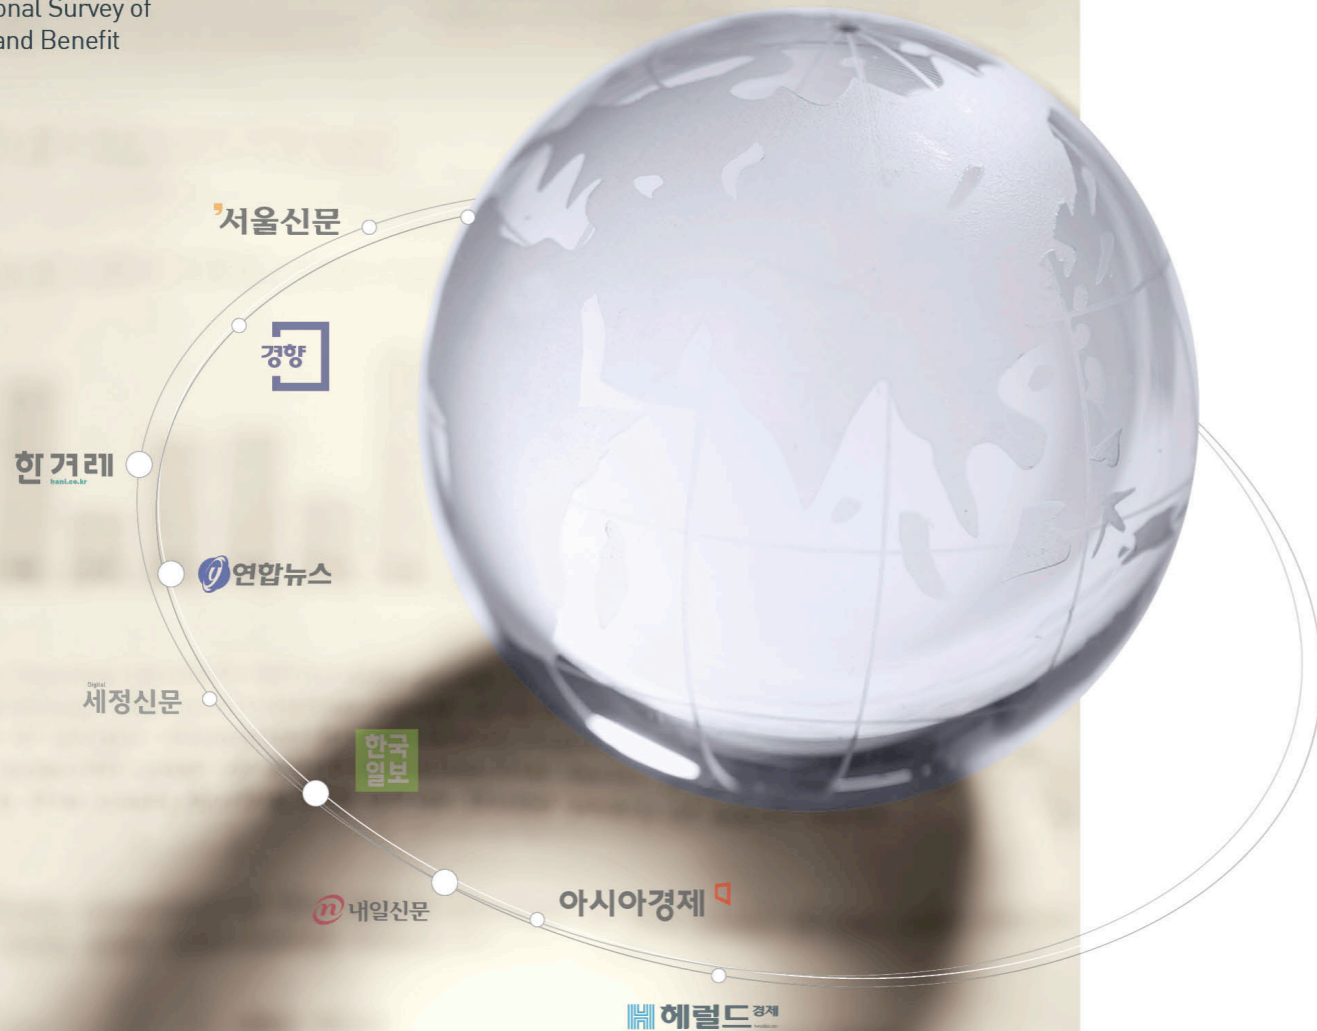 onal Survey of
and Benefit
서울신문
경향
한겨레
hani.co.kr
연합뉴스
Digital
세정신문
한국
일보
n 내일신문
아시아경제
헤럴드경제